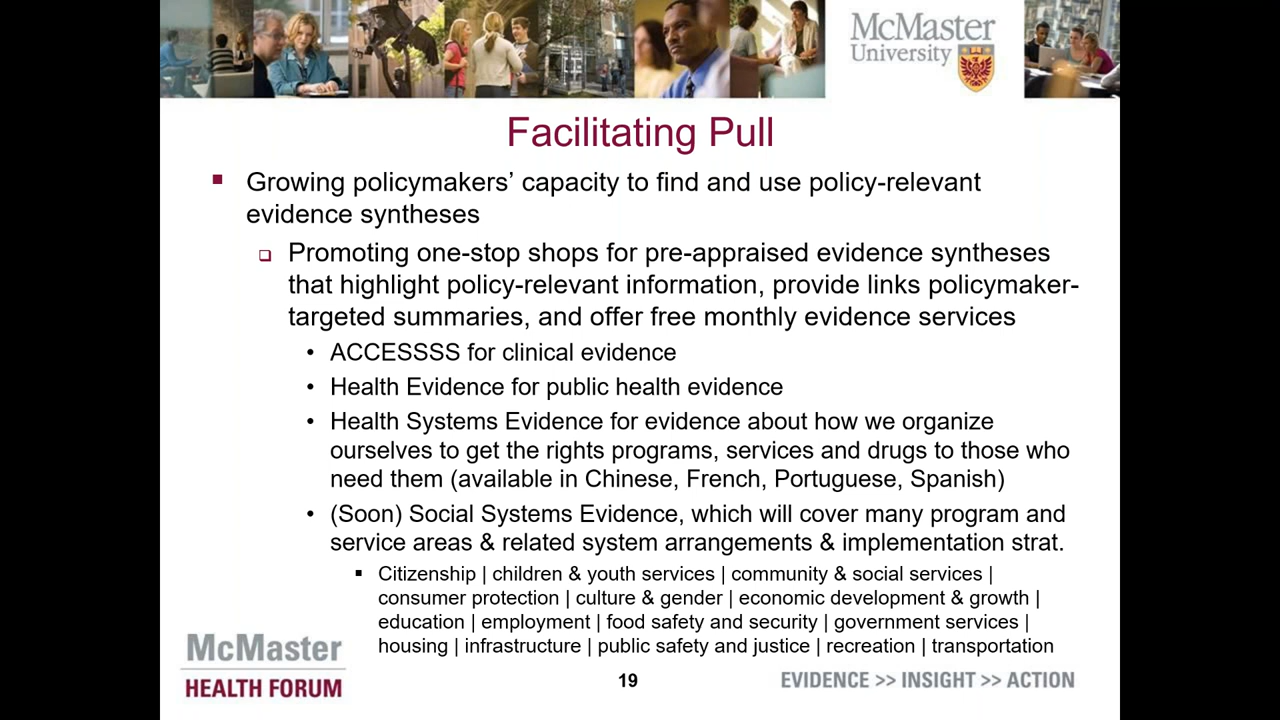 McMaster
University
Facilitating Pull
▪ Growing policymakers’ capacity to find and use policy-relevant
evidence syntheses
❑ Promoting one-stop shops for pre-appraised evidence syntheses
that highlight policy-relevant information, provide links policymaker-
targeted summaries, and offer free monthly evidence services
• ACCESSSS for clinical evidence
• Health Evidence for public health evidence
• Health Systems Evidence for evidence about how we organize
ourselves to get the rights programs, services and drugs to those who
need them (available in Chinese, French, Portuguese, Spanish)
• (Soon) Social Systems Evidence, which will cover many program and
service areas & related system arrangements & implementation strat.
▪ Citizenship | children & youth services | community & social services |
consumer protection | culture & gender | economic development & growth |
education | employment | food safety and security | government services |
housing | infrastructure | public safety and justice | recreation | transportation
McMaster
HEALTH FORUM
19
EVIDENCE >> INSIGHT >> ACTION